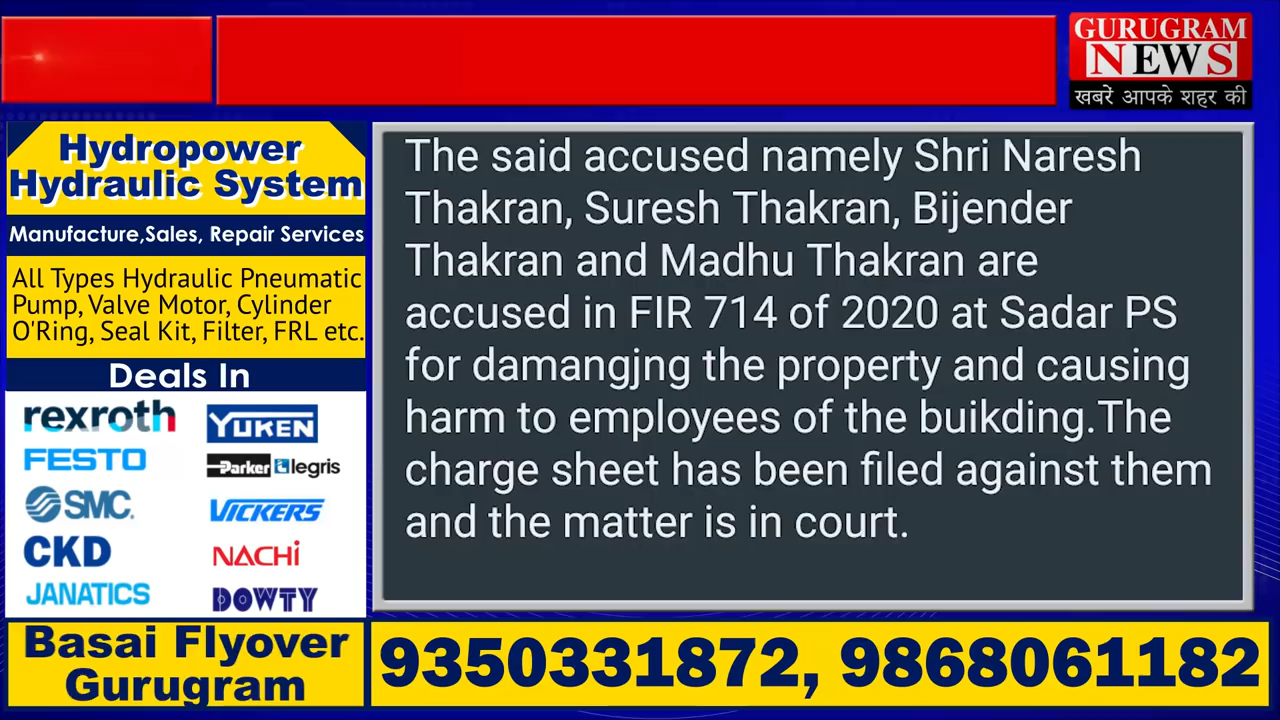 GURUGRAM
NEWS
खबरें आपके शहर की
Hydropower
Hydraulic System
Manufacture,Sales, Repair Services
All Types Hydraulic Pneumatic
Pump, Valve Motor, Cylinder
O'Ring, Seal Kit, Filter, FRL etc.
Deals In
rexroth
YUKEN
FESTO
Parker legris
SMC.
VICKERS
CKD
NACHi
JANATICS
DOWTY
Basai Flyover
Gurugram
The said accused namely Shri Naresh
Thakran, Suresh Thakran, Bijender
Thakran and Madhu Thakran are
accused in FIR 714 of 2020 at Sadar PS
for damangjng the property and causing
harm to employees of the buikding.The
charge sheet has been filed against them
and the matter is in court.
9350331872, 9868061182